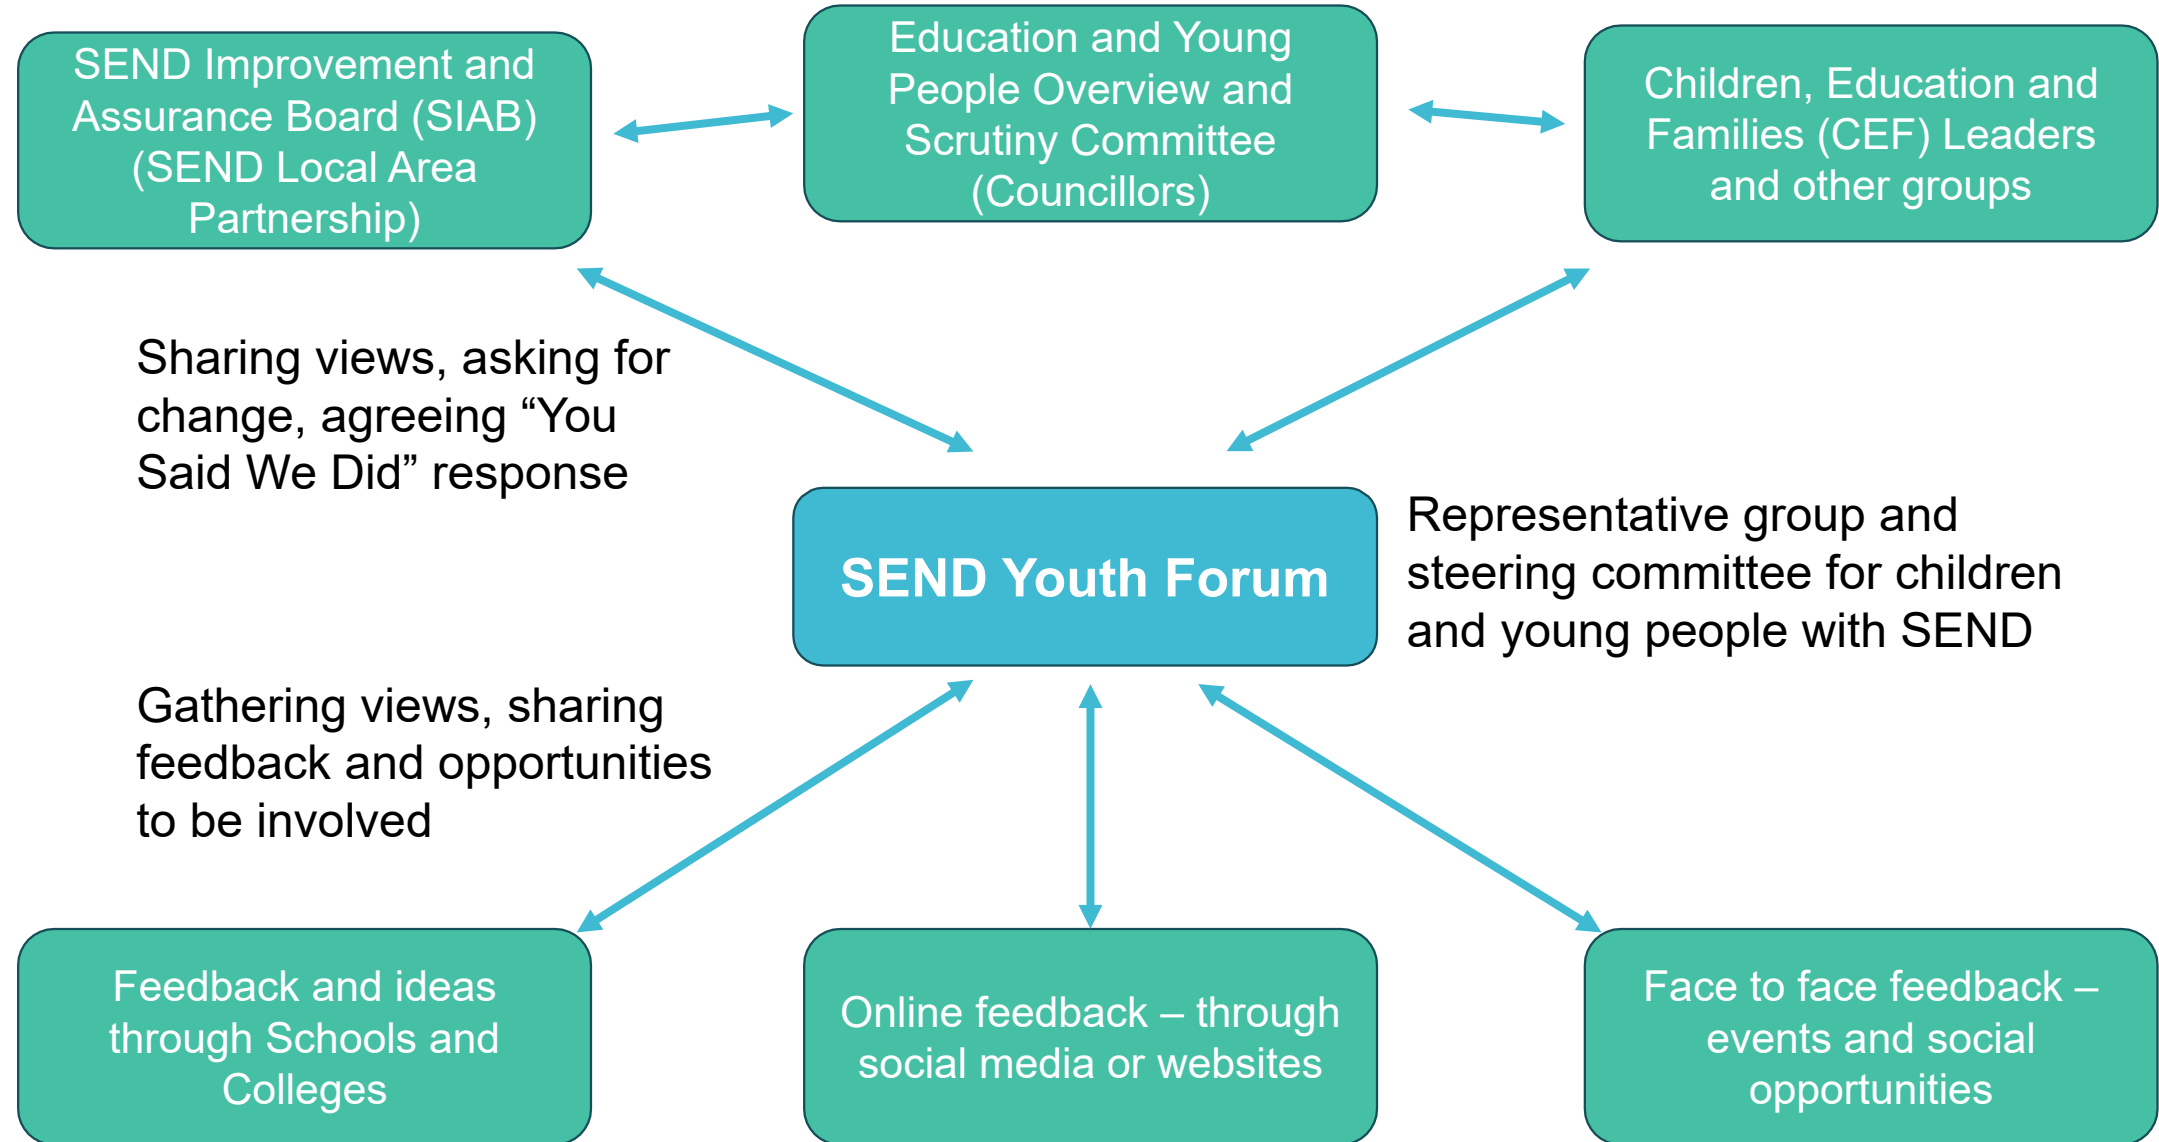 SEND Improvement and
Assurance Board (SIAB)
(SEND Local Area
Partnership)
Education and Young
People Overview and
Scrutiny Committee
(Councillors)
Children, Education and
Families (CEF) Leaders
and other groups
Sharing views, asking for
change, agreeing “You
Said We Did” response
SEND Youth Forum
Representative group and
steering committee for children
and young people with SEND
Gathering views, sharing
feedback and opportunities
to be involved
Feedback and ideas
through Schools and
Colleges
Online feedback – through
social media or websites
Face to face feedback –
events and social
opportunities